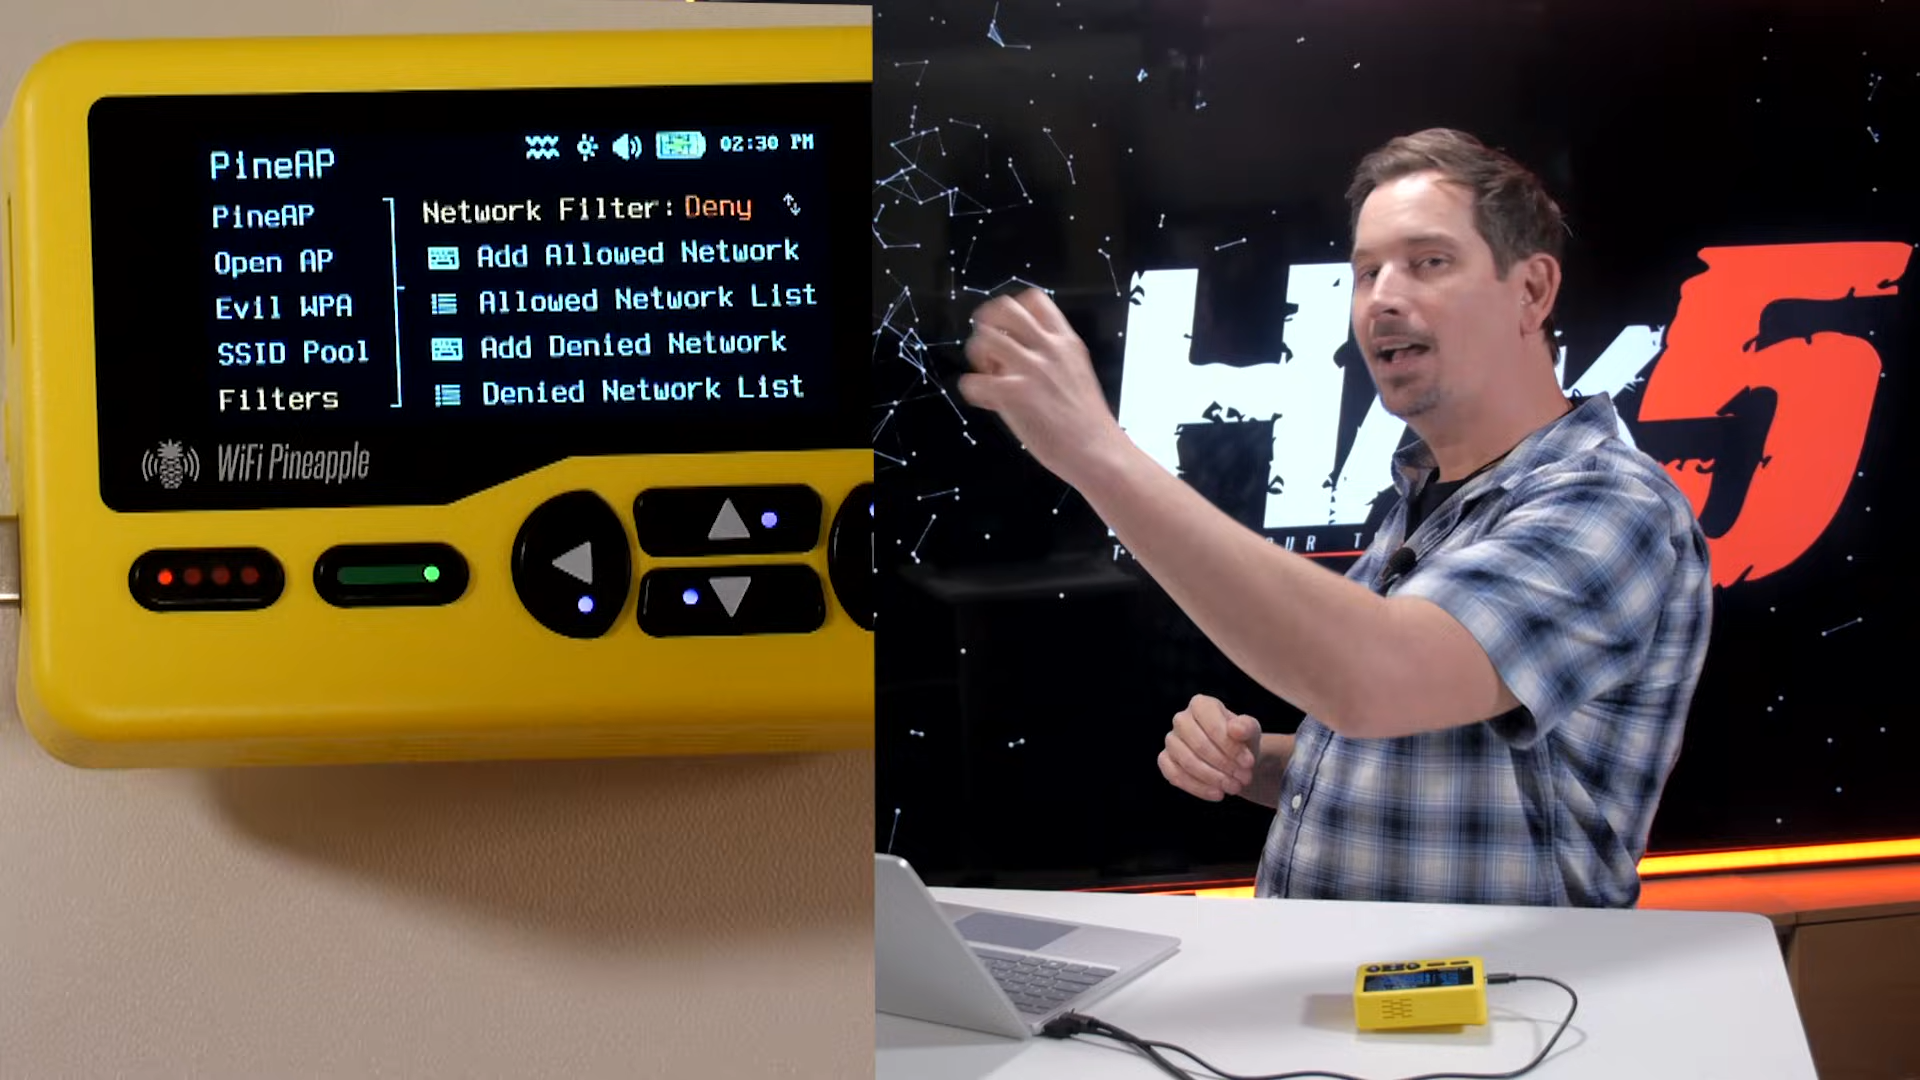 PineAP
02:30 PM
PineAP
Open AP
Evil WPA
SSID Pool
Filters
Network Filter: Deny
Add Allowed Network
Allowed Network List
Add Denied Network
Denied Network List
WiFi Pineapple
HAK5